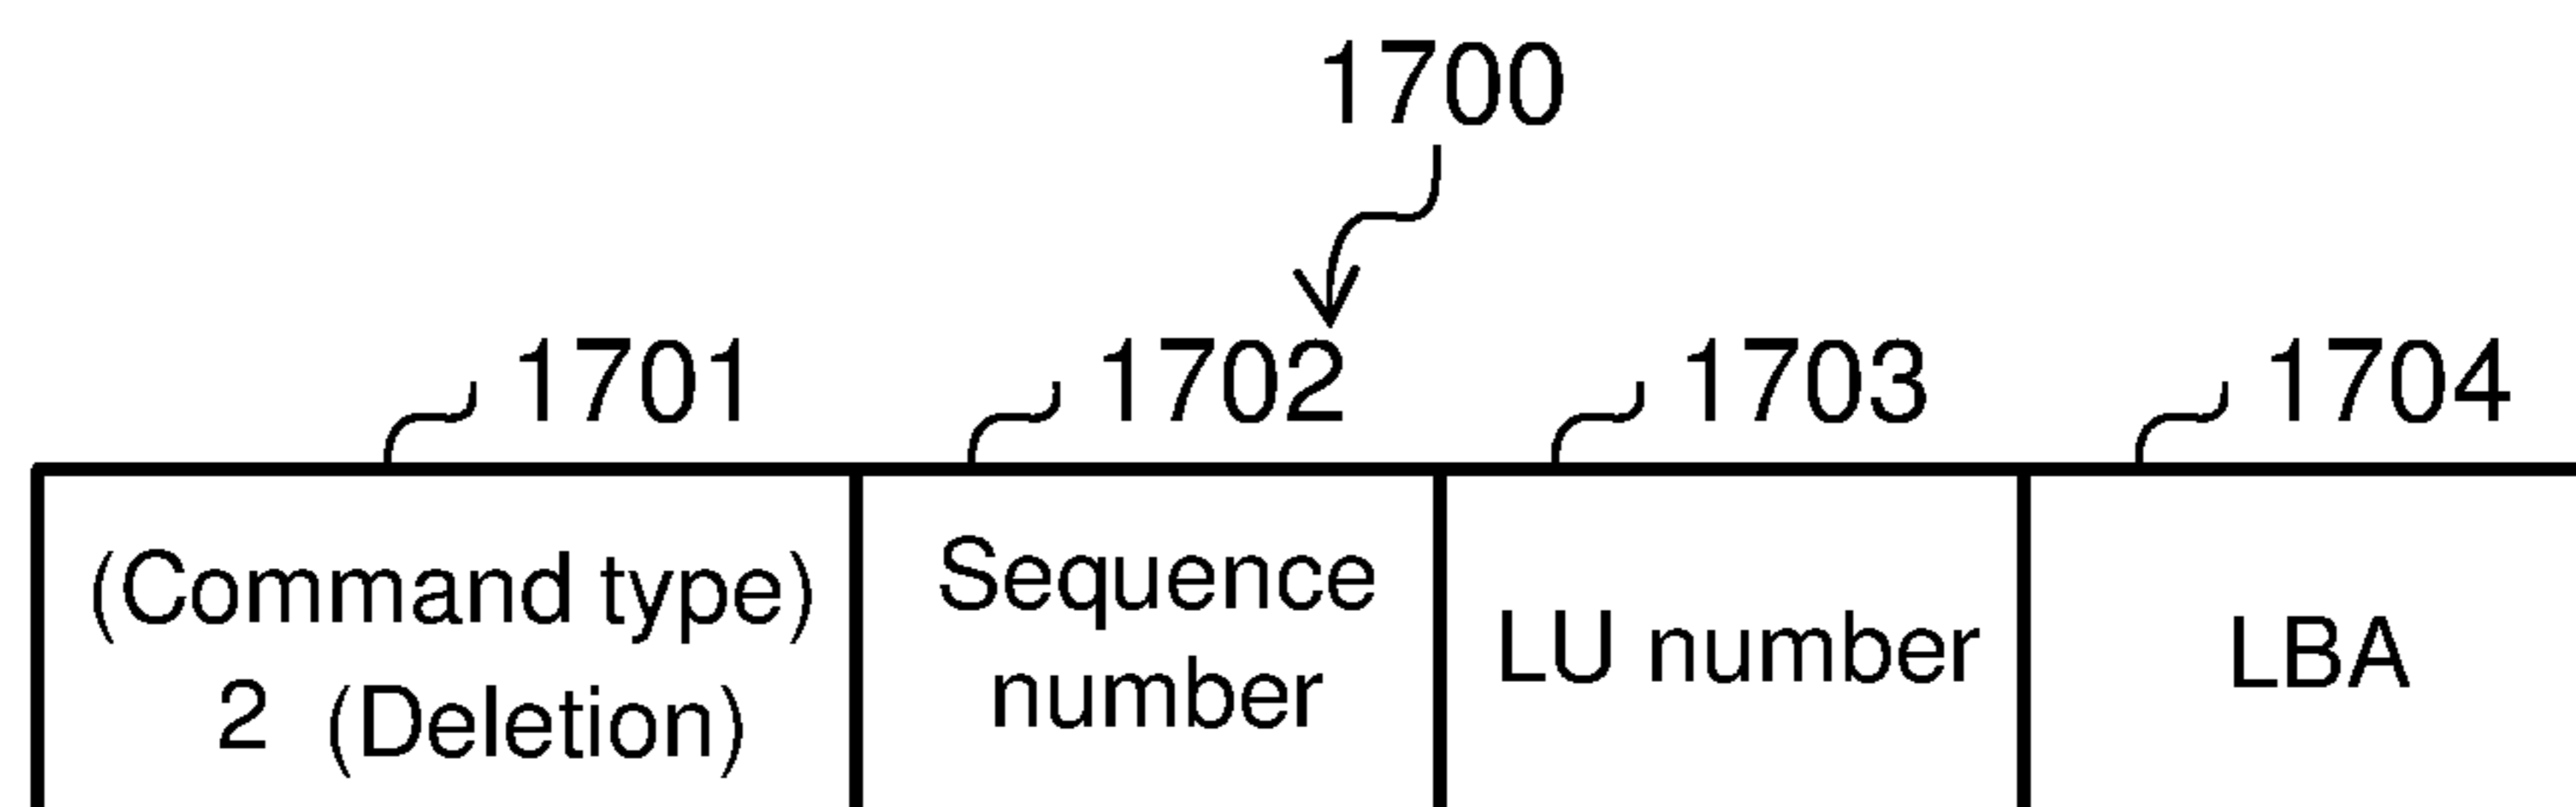 1700
1701 1702 1703 1704
(Command type)
2 (Deletion)
Sequence
number
LU number
LBA